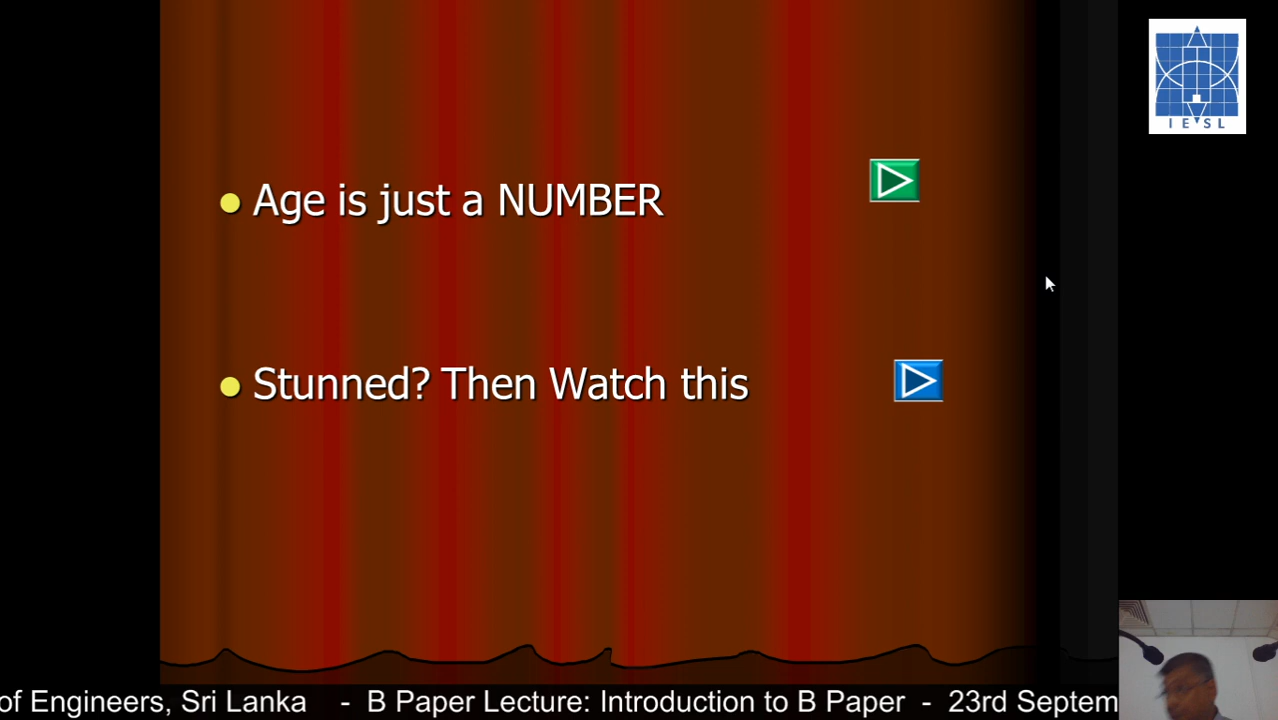 IESL
Age is just a NUMBER
Stunned? Then Watch this
of Engineers, Sri Lanka - B Paper Lecture: Introduction to B Paper - 23rd Septem